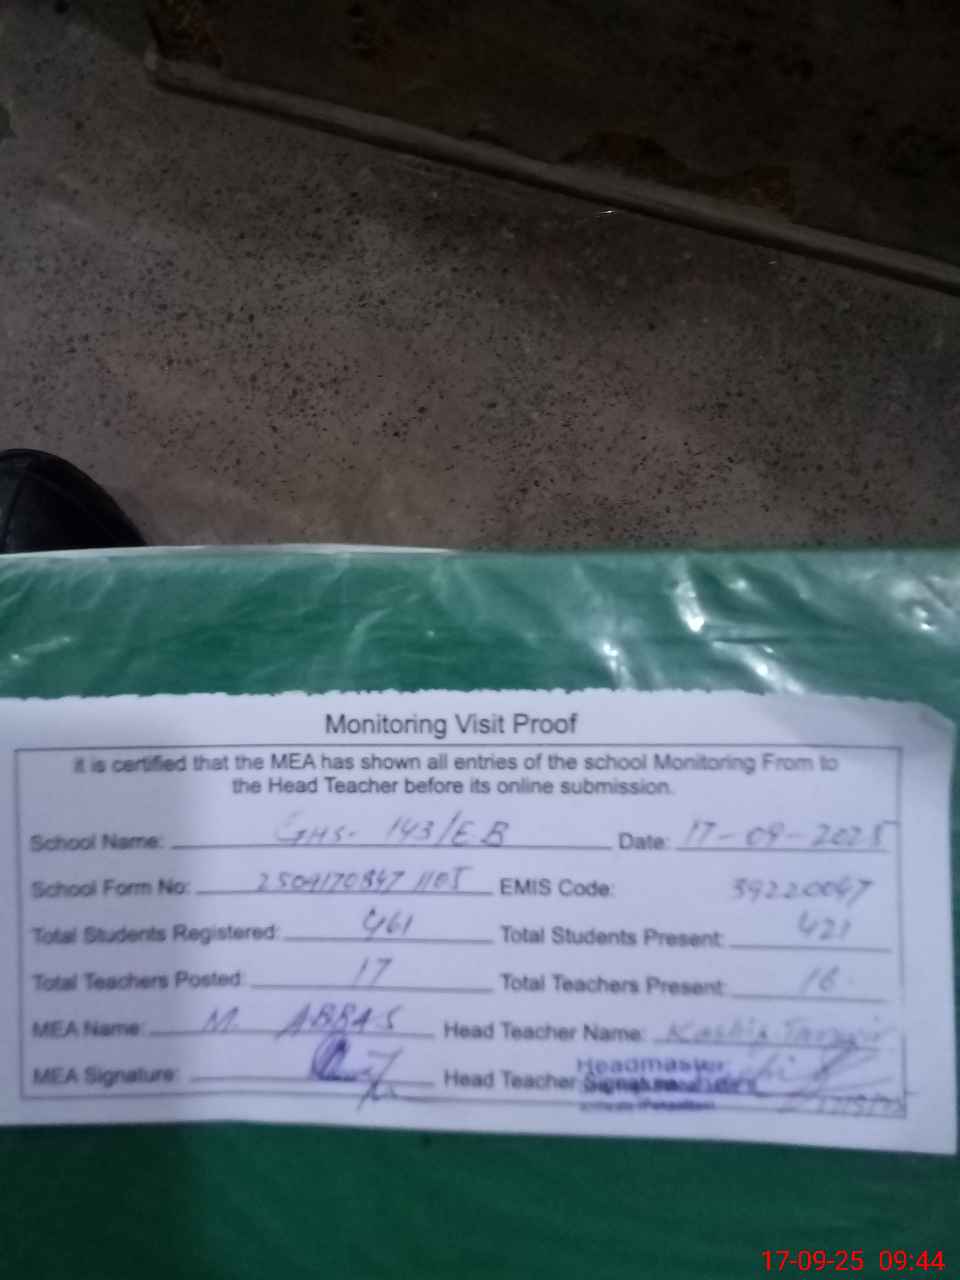 Monitoring Visit Proof
it is certified that the MEA has shown all entries of the school Monitoring From to
the Head Teacher before its online submission.
School Name: GHS- 143/E.B Date: 17-09-2025
School Form No: 25091708471105 EMIS Code: 39220047
Total Students Registered: 461 Total Students Present: 421
Total Teachers Posted: 17 Total Teachers Present: 16
MEA Name: M. ABBAS Head Teacher Name: Kashif
MEA Signature: Head Teacher
Headmaster
17-09-25 09:44